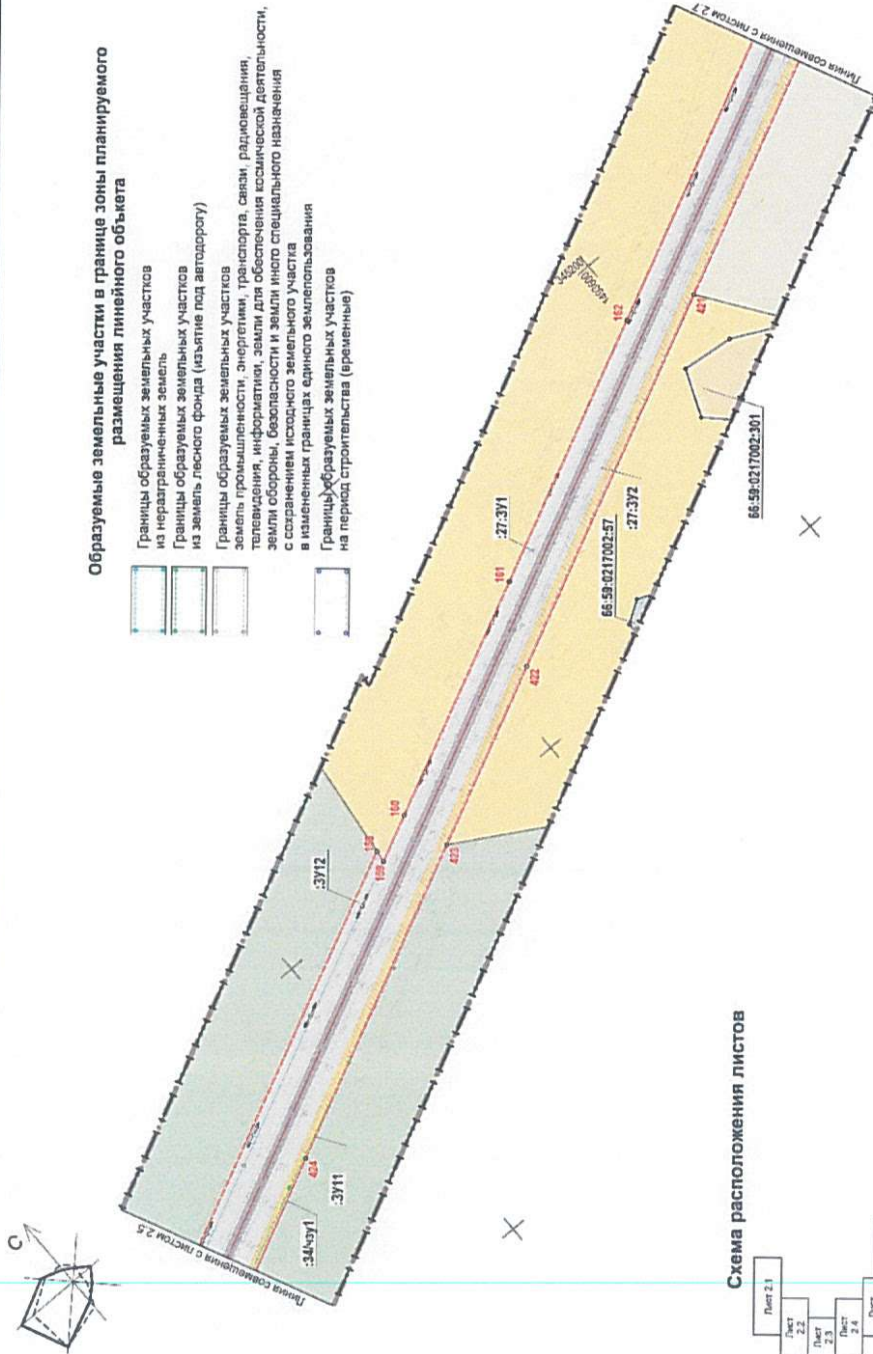 Образуемые земельные участки в границе зоны планируемого
размещения линейного объкета
Границы образуемых земельных участков
из неразграниченных земель
Границы образуемых земельных участков
из земель лесного фонда (изъятие под автодорогу)
Границы образуемых земельных участков
земель промышленности, энергетики, транспорта, связи, радиовещания,
телевидения, информатики, земли для обеспечения космической деятельности,
земли обороны, безопасности и земли иного специального назначения
с сохранением исходного земельного участка
в измененных границах единого землепользования
Границы образуемых земельных участков
на период строительства (временные)
С
Линия совмещения с листом 2.5
Линия совмещения с листом 2.7
:34/чзу1
:ЗУ11
424
:ЗУ12
109
160
423
422
161
:27:ЗУ1
:27:ЗУ2
66:59:0217002:57
162
421
66:59:0217002:301
Схема расположения листов
Лист 2.1
Лист
2.2
Лист
2.3
Лист
2.4
Лист